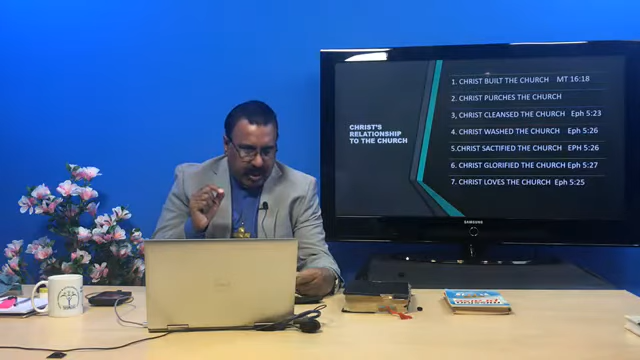 CHRIST'S
RELATIONSHIP
TO THE CHURCH
1. CHRIST BUILT THE CHURCH MT 16:18
2. CHRIST PURCHES THE CHURCH
3, CHRIST CLEANSED THE CHURCH Eph 5:23
4. CHRIST WASHED THE CHURCH Eph 5:26
5.CHRIST SACTIFIED THE CHURCH EPH 5:26
6. CHRIST GLORIFIED THE CHURCH Eph 5:27
7. CHRIST LOVES THE CHURCH Eph 5:25
SAMSUNG